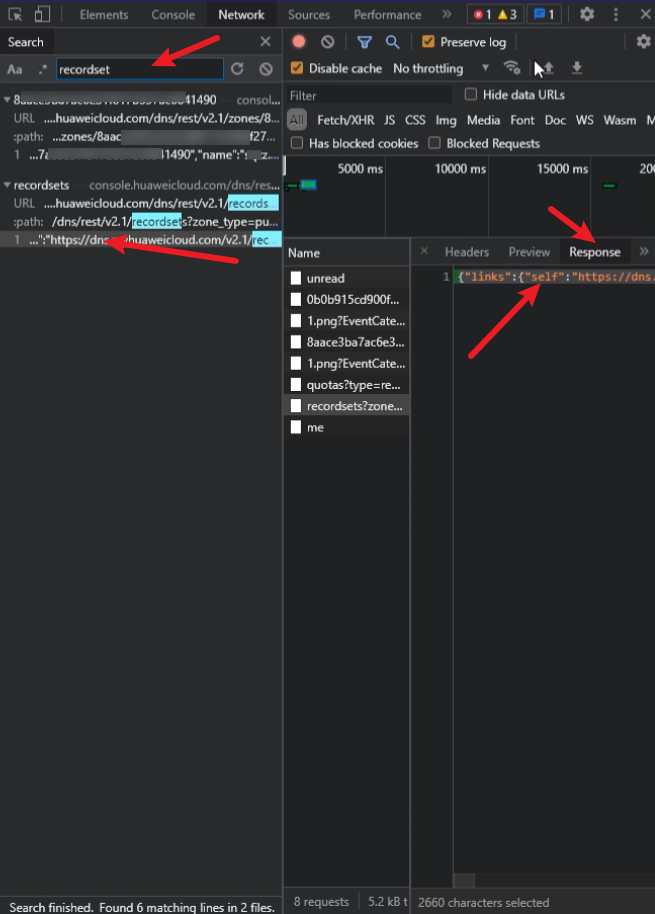 Elements Console Network Sources Performance » 1 3 1
Search
Aa .* recordset
41490 — consol...
URL ....huaweicloud.com/dns/rest/v2.1/zones/8...
:path: ...zones/8aac f27...
1 ...7a 41490","name":"
recordsets — console.huaweicloud.com/dns/res...
URL ....huaweicloud.com/dns/rest/v2.1/records...
:path: /dns/rest/v2.1/recordsets?zone_type=pu...
1 ...":"https://dns. huaweicloud.com/v2.1/rec...
Search finished. Found 6 matching lines in 2 files.
Preserve log
Disable cache No throttling
Filter
Hide data URLs
All Fetch/XHR JS CSS Img Media Font Doc WS Wasm M
Has blocked cookies Blocked Requests
5000 ms 10000 ms 15000 ms 200
Name
unread
0b0b915cd900f...
1.png?EventCate...
8aace3ba7ac6e3...
1.png?EventCate...
quotas?type=re...
recordsets?zone...
me
× Headers Preview Response »
1 {"links":{"self":"https://dns.
8 requests 5.2 kB t
2660 characters selected